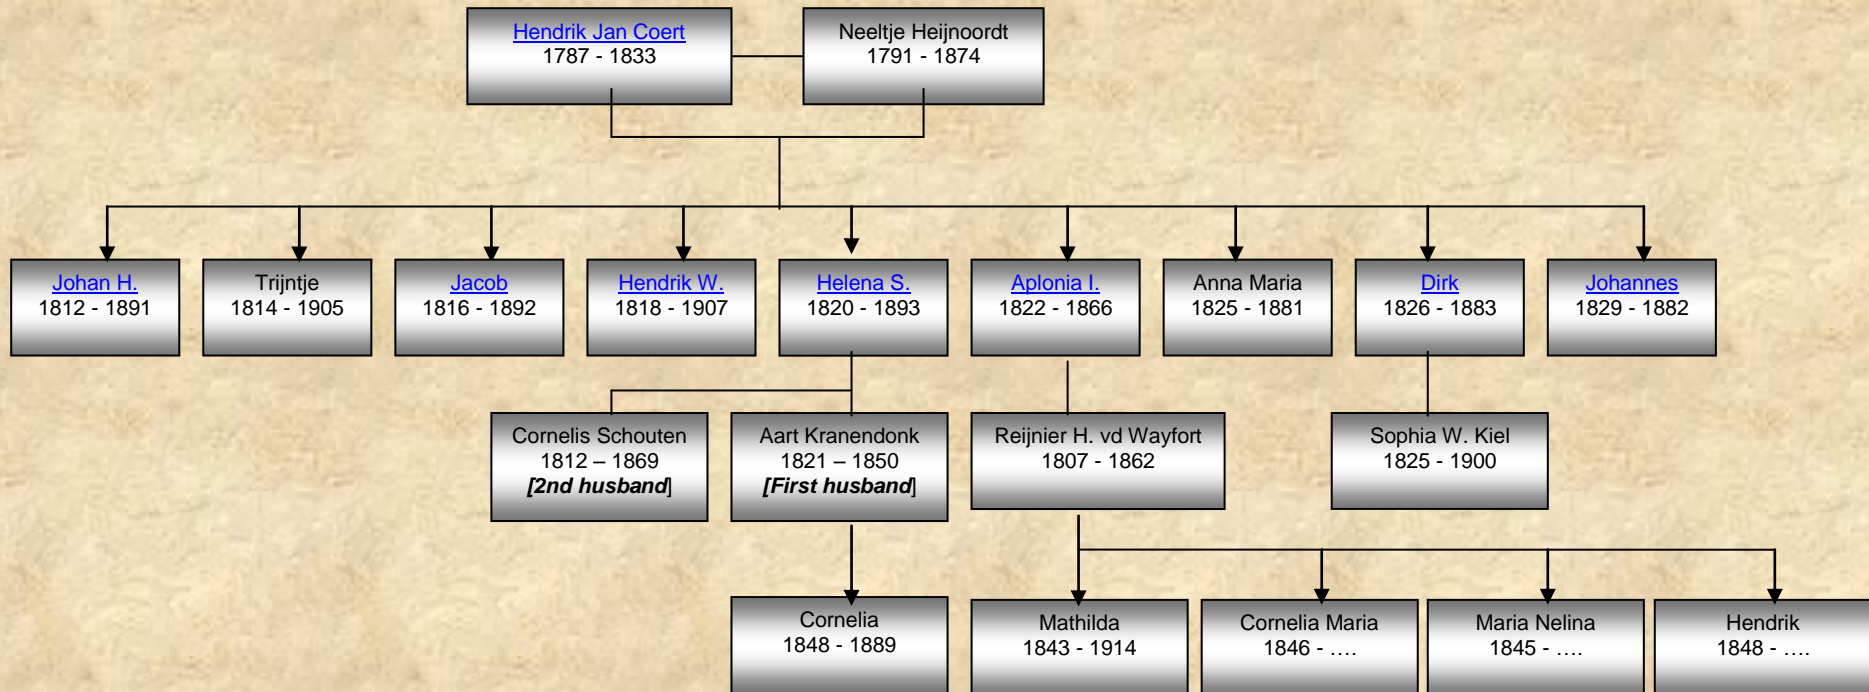 Hendrik Jan Coert
1787 - 1833
Neeltje Heijnoordt
1791 - 1874
Johan H.
1812 - 1891
Trijntje
1814 - 1905
Jacob
1816 - 1892
Hendrik W.
1818 - 1907
Helena S.
1820 - 1893
Aplonia I.
1822 - 1866
Anna Maria
1825 - 1881
Dirk
1826 - 1883
Johannes
1829 - 1882
Cornelis Schouten
1812 – 1869
[2nd husband]
Aart Kranendonk
1821 – 1850
[First husband]
Reijnier H. vd Wayfort
1807 - 1862
Sophia W. Kiel
1825 - 1900
Cornelia
1848 - 1889
Mathilda
1843 - 1914
Cornelia Maria
1846 - ….
Maria Nelina
1845 - ….
Hendrik
1848 - ….